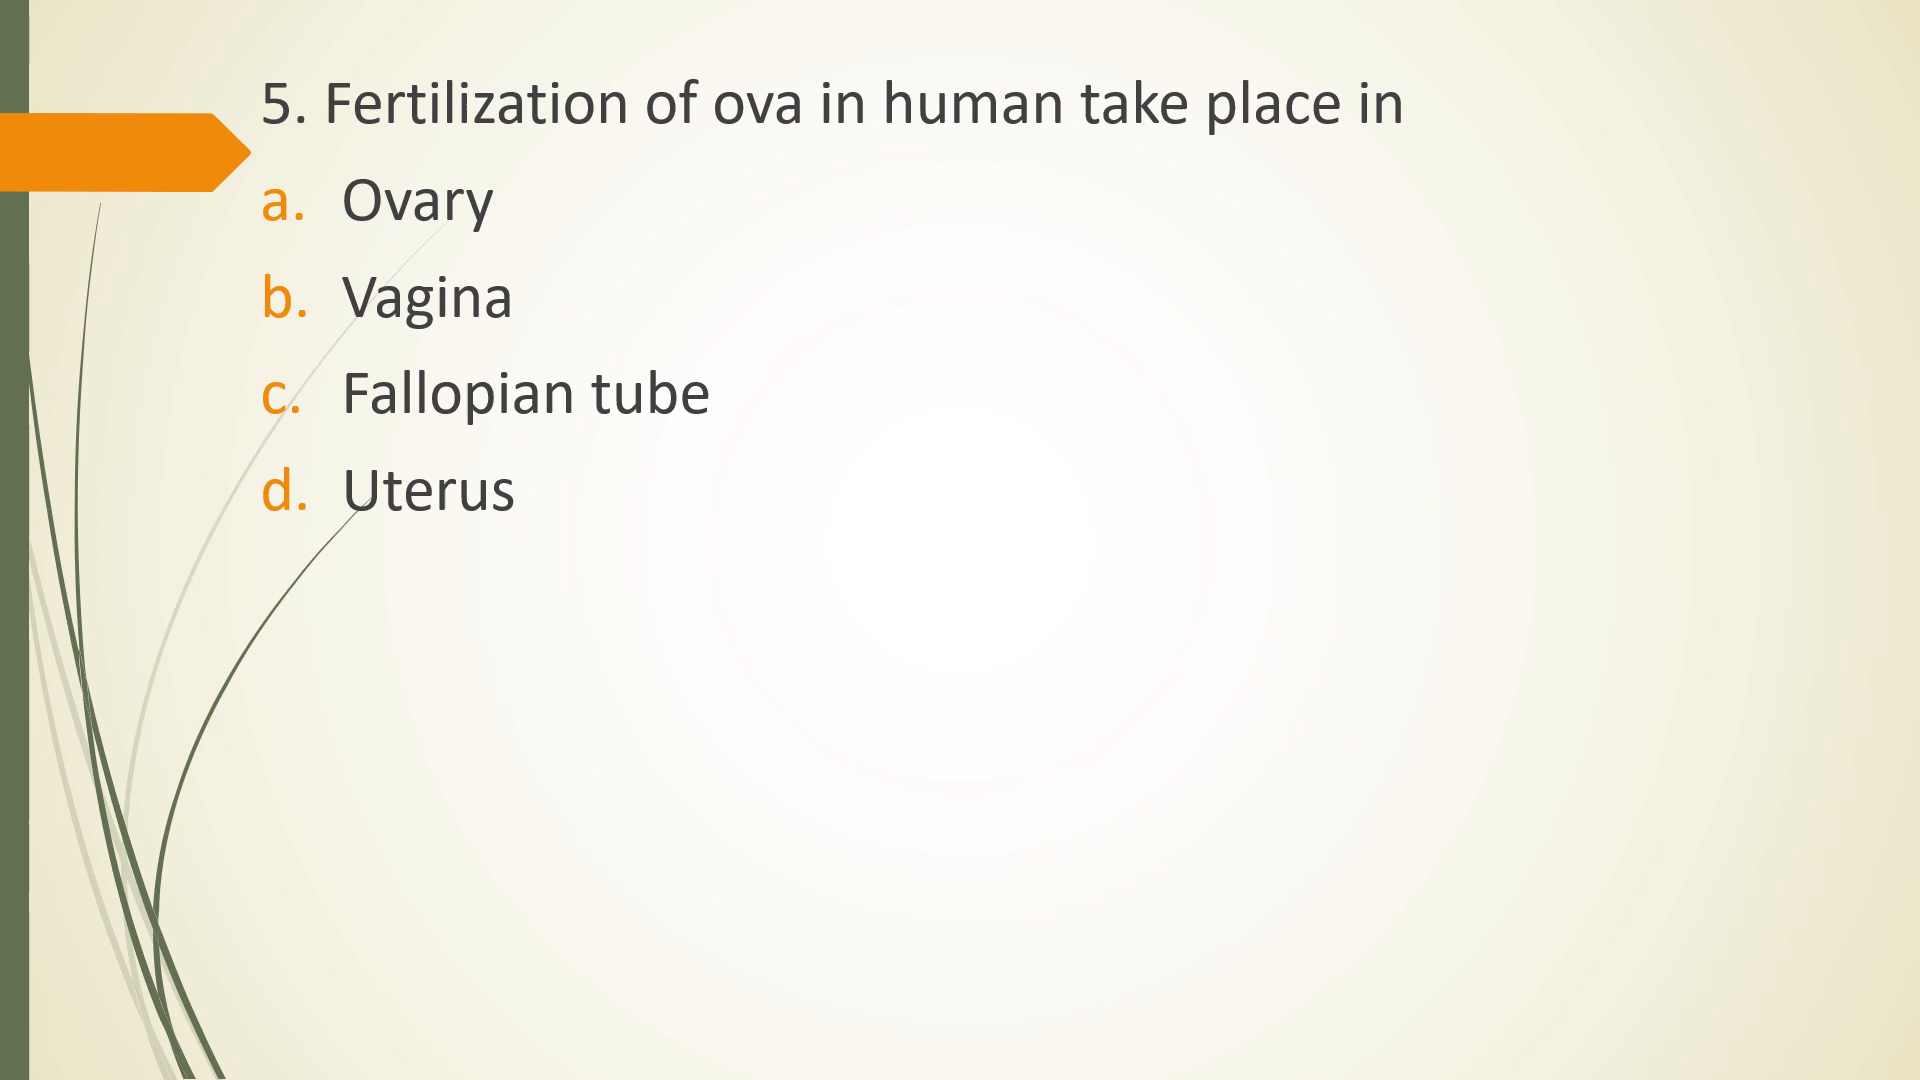 5. Fertilization of ova in human take place in
a. Ovary
b. Vagina
c. Fallopian tube
d. Uterus